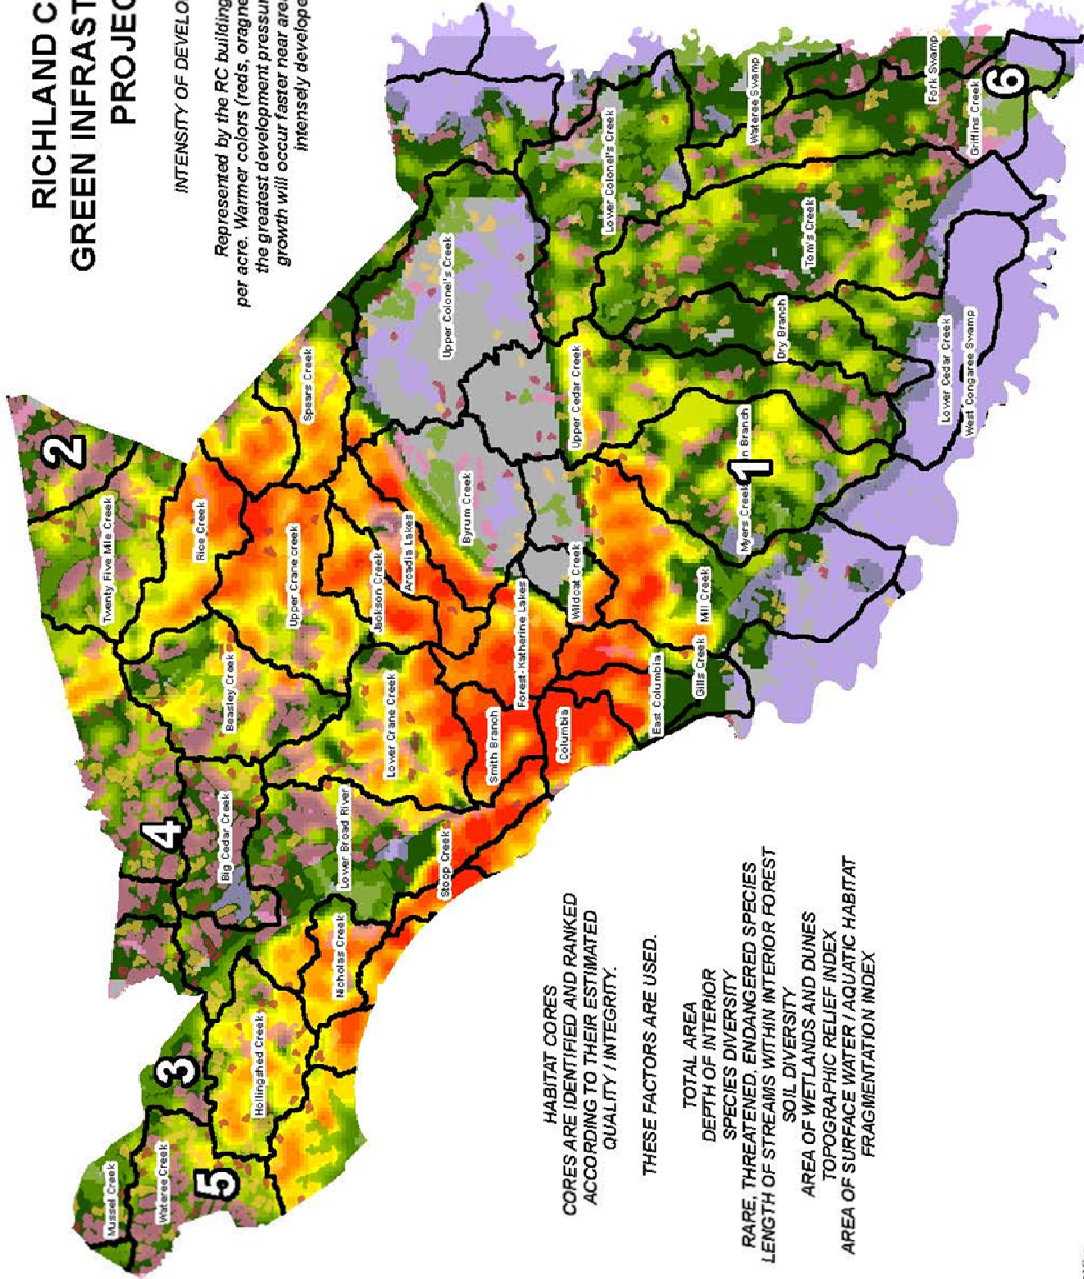 RICHLAND C
GREEN INFRAST
PROJEC
INTENSITY OF DEVELO
Represented by the RC building
per acre. Warmer colors (reds, oragne
the greatest development pressur
growth will occur faster near area
intensely develope
2
Twenty Five Mile Creek
Rice Creek
Spears Creek
Upper Crane creek
Beasley Creek
4
Big Cedar Creek
Lower Broad River
Lower Crane Creek
Jackson Creek
Arcadia Lakes
Upper Colonel's Creek
Byrum Creek
3
Hollingshed Creek
Nicholas Creek
Stoop Creek
Mussel Creek
Wateree Creek
5
Smith Branch
Forest-Katherine Lakes
Columbia
Wildcat Creek
East Columbia
Gills Creek
Mill Creek
Upper Cedar Creek
Lower Colonel's Creek
Myers Creek
n Branch
1
Dry Branch
Tom's Creek
Wateree Swamp
Fork Swamp
Griffins Creek
6
Lower Cedar Creek
West Congaree Swamp
HABITAT CORES
CORES ARE IDENTIFIED AND RANKED
ACCORDING TO THEIR ESTIMATED
QUALITY / INTEGRITY.
THESE FACTORS ARE USED.
TOTAL AREA
DEPTH OF INTERIOR
SPECIES DIVERSITY
RARE, THREATENED, ENDANGERED SPECIES
LENGTH OF STREAMS WITHIN INTERIOR FOREST
SOIL DIVERSITY
AREA OF WETLANDS AND DUNES
TOPOGRAPHIC RELIEF INDEX
AREA OF SURFACE WATER / AQUATIC HABITAT
FRAGMENTATION INDEX